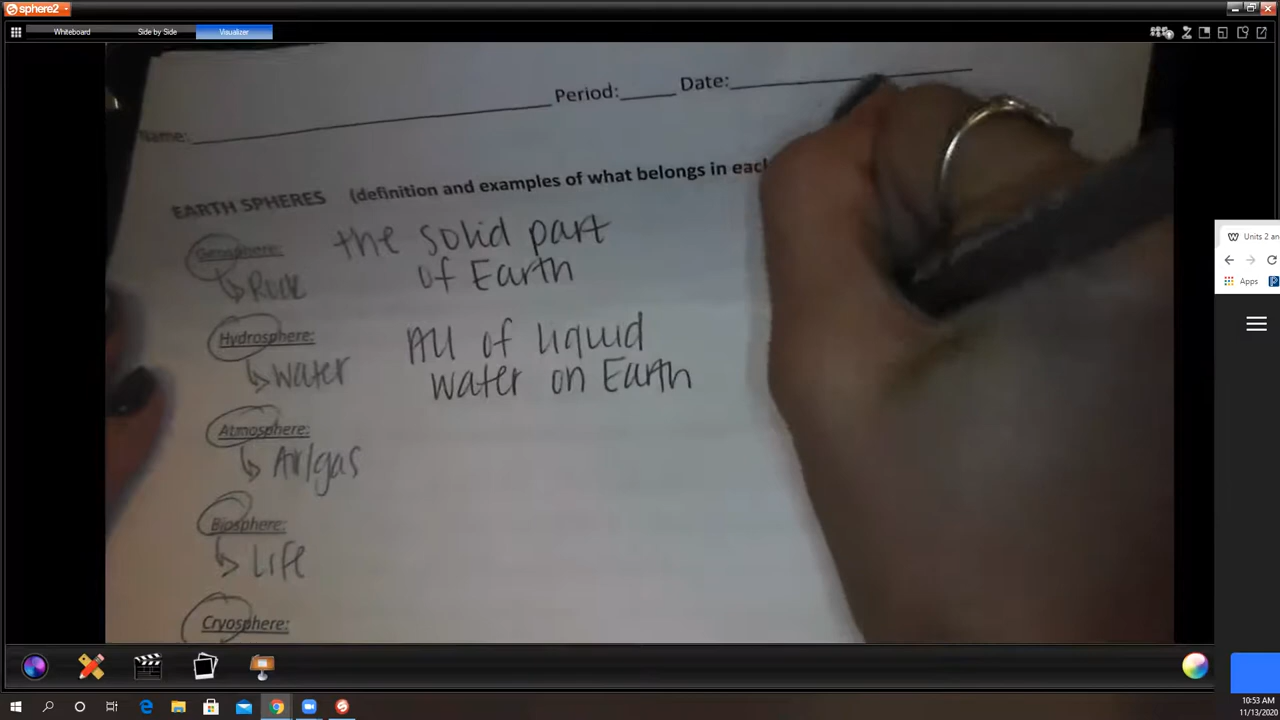 sphere2
Whiteboard Side by Side Visualizer
Name: Period: Date:
EARTH SPHERES (definition and examples of what belongs in each
Geosphere: the solid part
of Earth
Rock
Hydrosphere: All of liquid
water on Earth
Water
Atmosphere:
Air/gas
Biosphere:
Life
Cryosphere:
Units 2 an
Apps
10:53 AM
11/13/2020